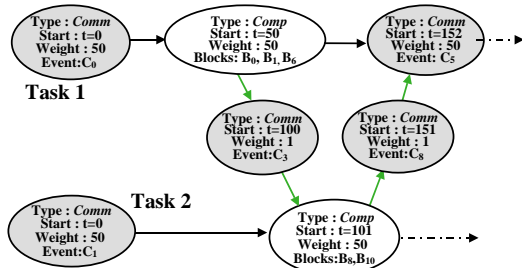 Type : Comm
Start : t=0
Weight : 50
Event:C0
Type : Comp
Start : t=50
Weight : 50
Blocks: B0, B1, B6
Type : Comm
Start : t=152
Weight : 50
Event: C5
Task 1
Type : Comm
Start : t=100
Weight : 1
Event:C3
Type : Comm
Start : t=151
Weight : 1
Event:C8
Task 2
Type : Comm
Start : t=0
Weight : 50
Event:C1
Type : Comp
Start : t=101
Weight : 50
Blocks:B8,B10